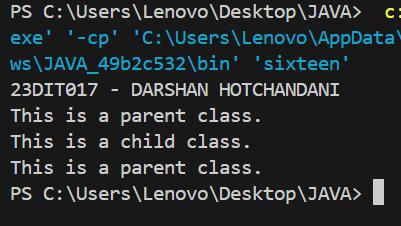 PS C:\Users\Lenovo\Desktop\JAVA> c:
exe' '-cp' 'C:\Users\Lenovo\AppData\
ws\JAVA_49b2c532\bin' 'sixteen'
23DIT017 - DARSHAN HOTCHANDANI
This is a parent class.
This is a child class.
This is a parent class.
PS C:\Users\Lenovo\Desktop\JAVA>